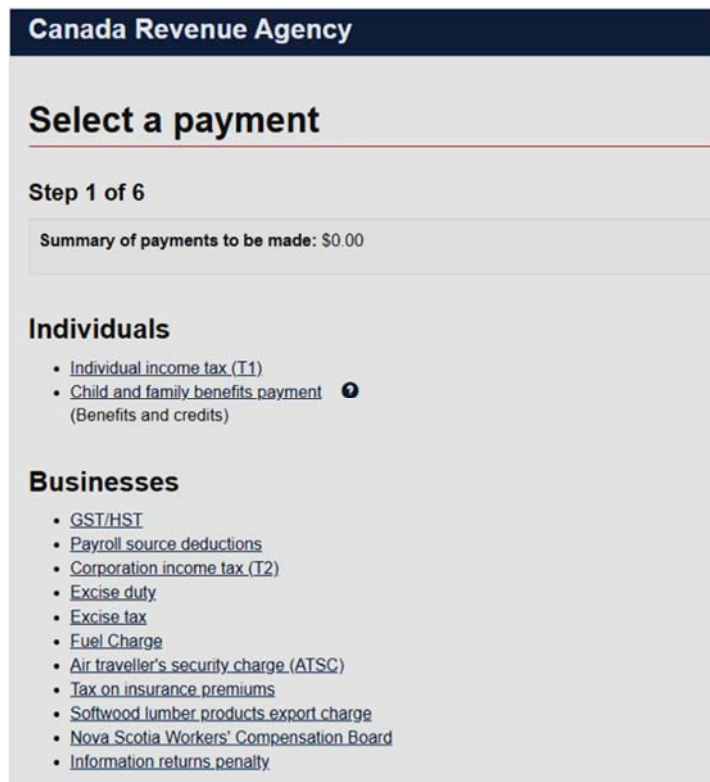 Canada Revenue Agency
Select a payment
Step 1 of 6
Summary of payments to be made: $0.00
Individuals
• Individual income tax (T1)
• Child and family benefits payment ?
(Benefits and credits)
Businesses
• GST/HST
• Payroll source deductions
• Corporation income tax (T2)
• Excise duty
• Excise tax
• Fuel Charge
• Air traveller's security charge (ATSC)
• Tax on insurance premiums
• Softwood lumber products export charge
• Nova Scotia Workers' Compensation Board
• Information returns penalty